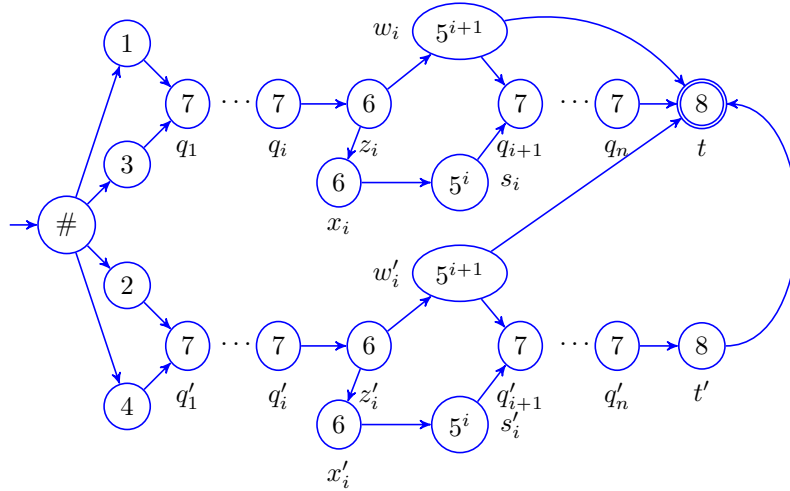 w_i 5^{i+1}
1
7 ··· 7 6 7 ··· 7 8
q_1 q_i z_i q_{i+1} q_n t
3 6 5^i s_i
x_i
#
w'_i 5^{i+1}
2
7 ··· 7 6 7 ··· 7 8
q'_1 q'_i z'_i q'_{i+1} q'_n t'
4 6 5^i s'_i
x'_i